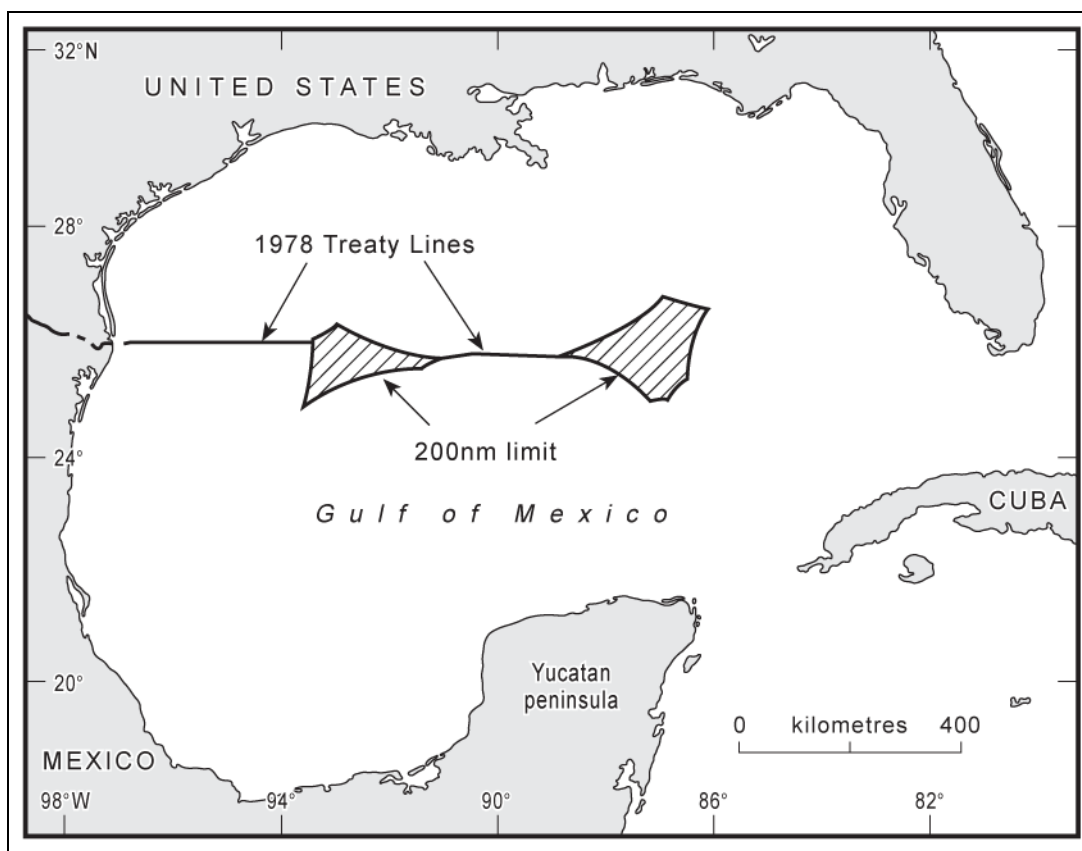 32°N
UNITED STATES
28°
1978 Treaty Lines
24°
200nm limit
Gulf of Mexico
CUBA
20°
Yucatan
peninsula
0 kilometres 400
MEXICO
98°W 94° 90° 86° 82°